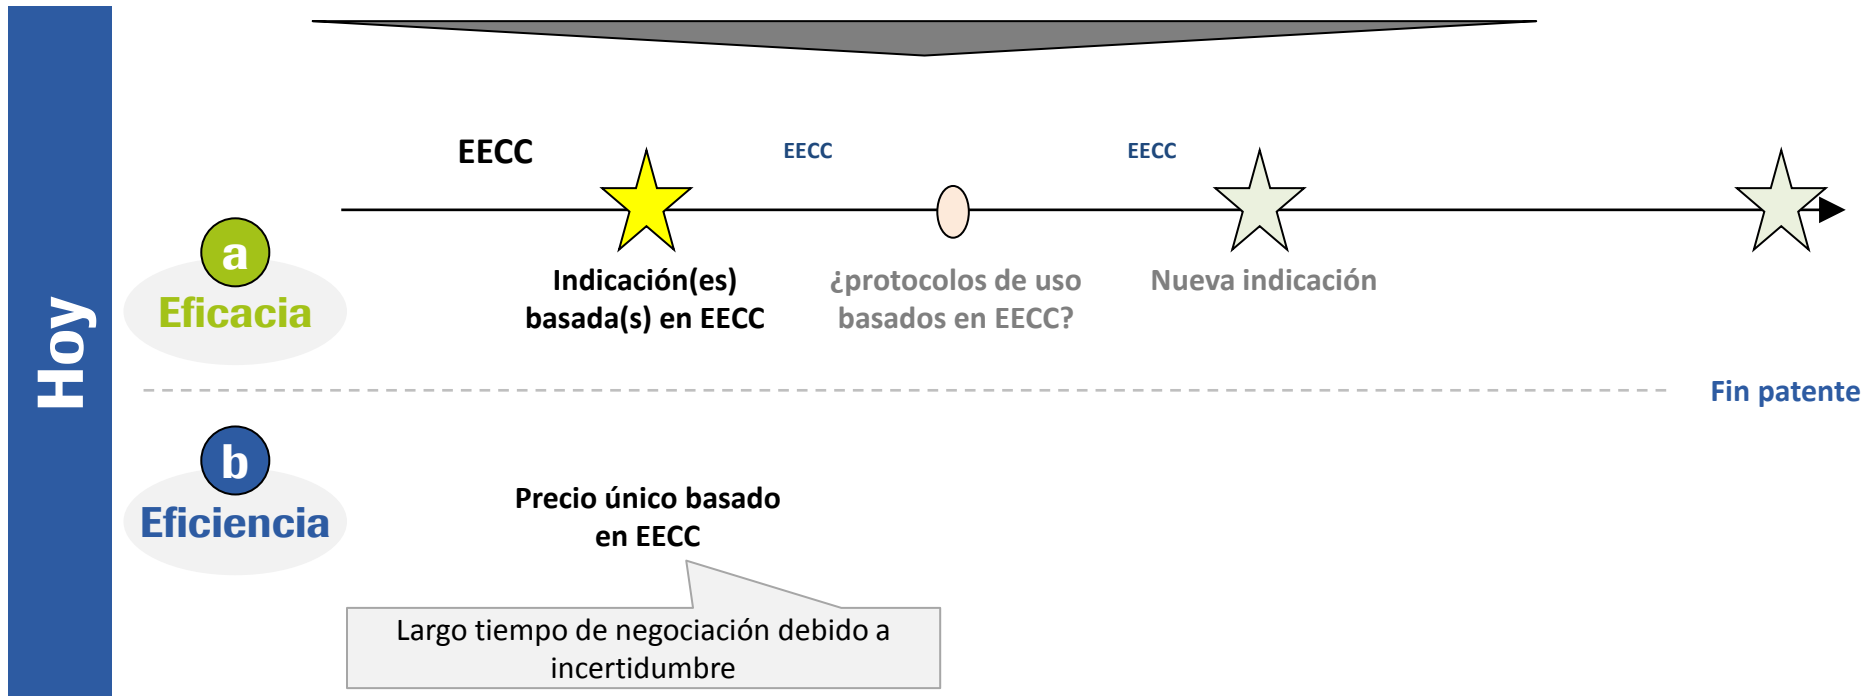 Hoy
EECC
EECC
EECC
a
Eficacia
Indicación(es)
basada(s) en EECC
¿protocolos de uso
basados en EECC?
Nueva indicación
Fin patente
b
Eficiencia
Precio único basado
en EECC
Largo tiempo de negociación debido a
incertidumbre